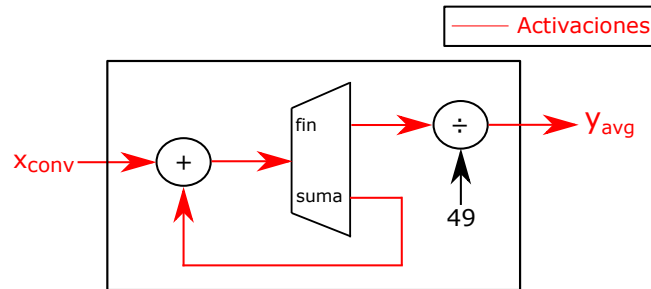 Activaciones
fin
÷
y_avg
x_conv
+
suma
49